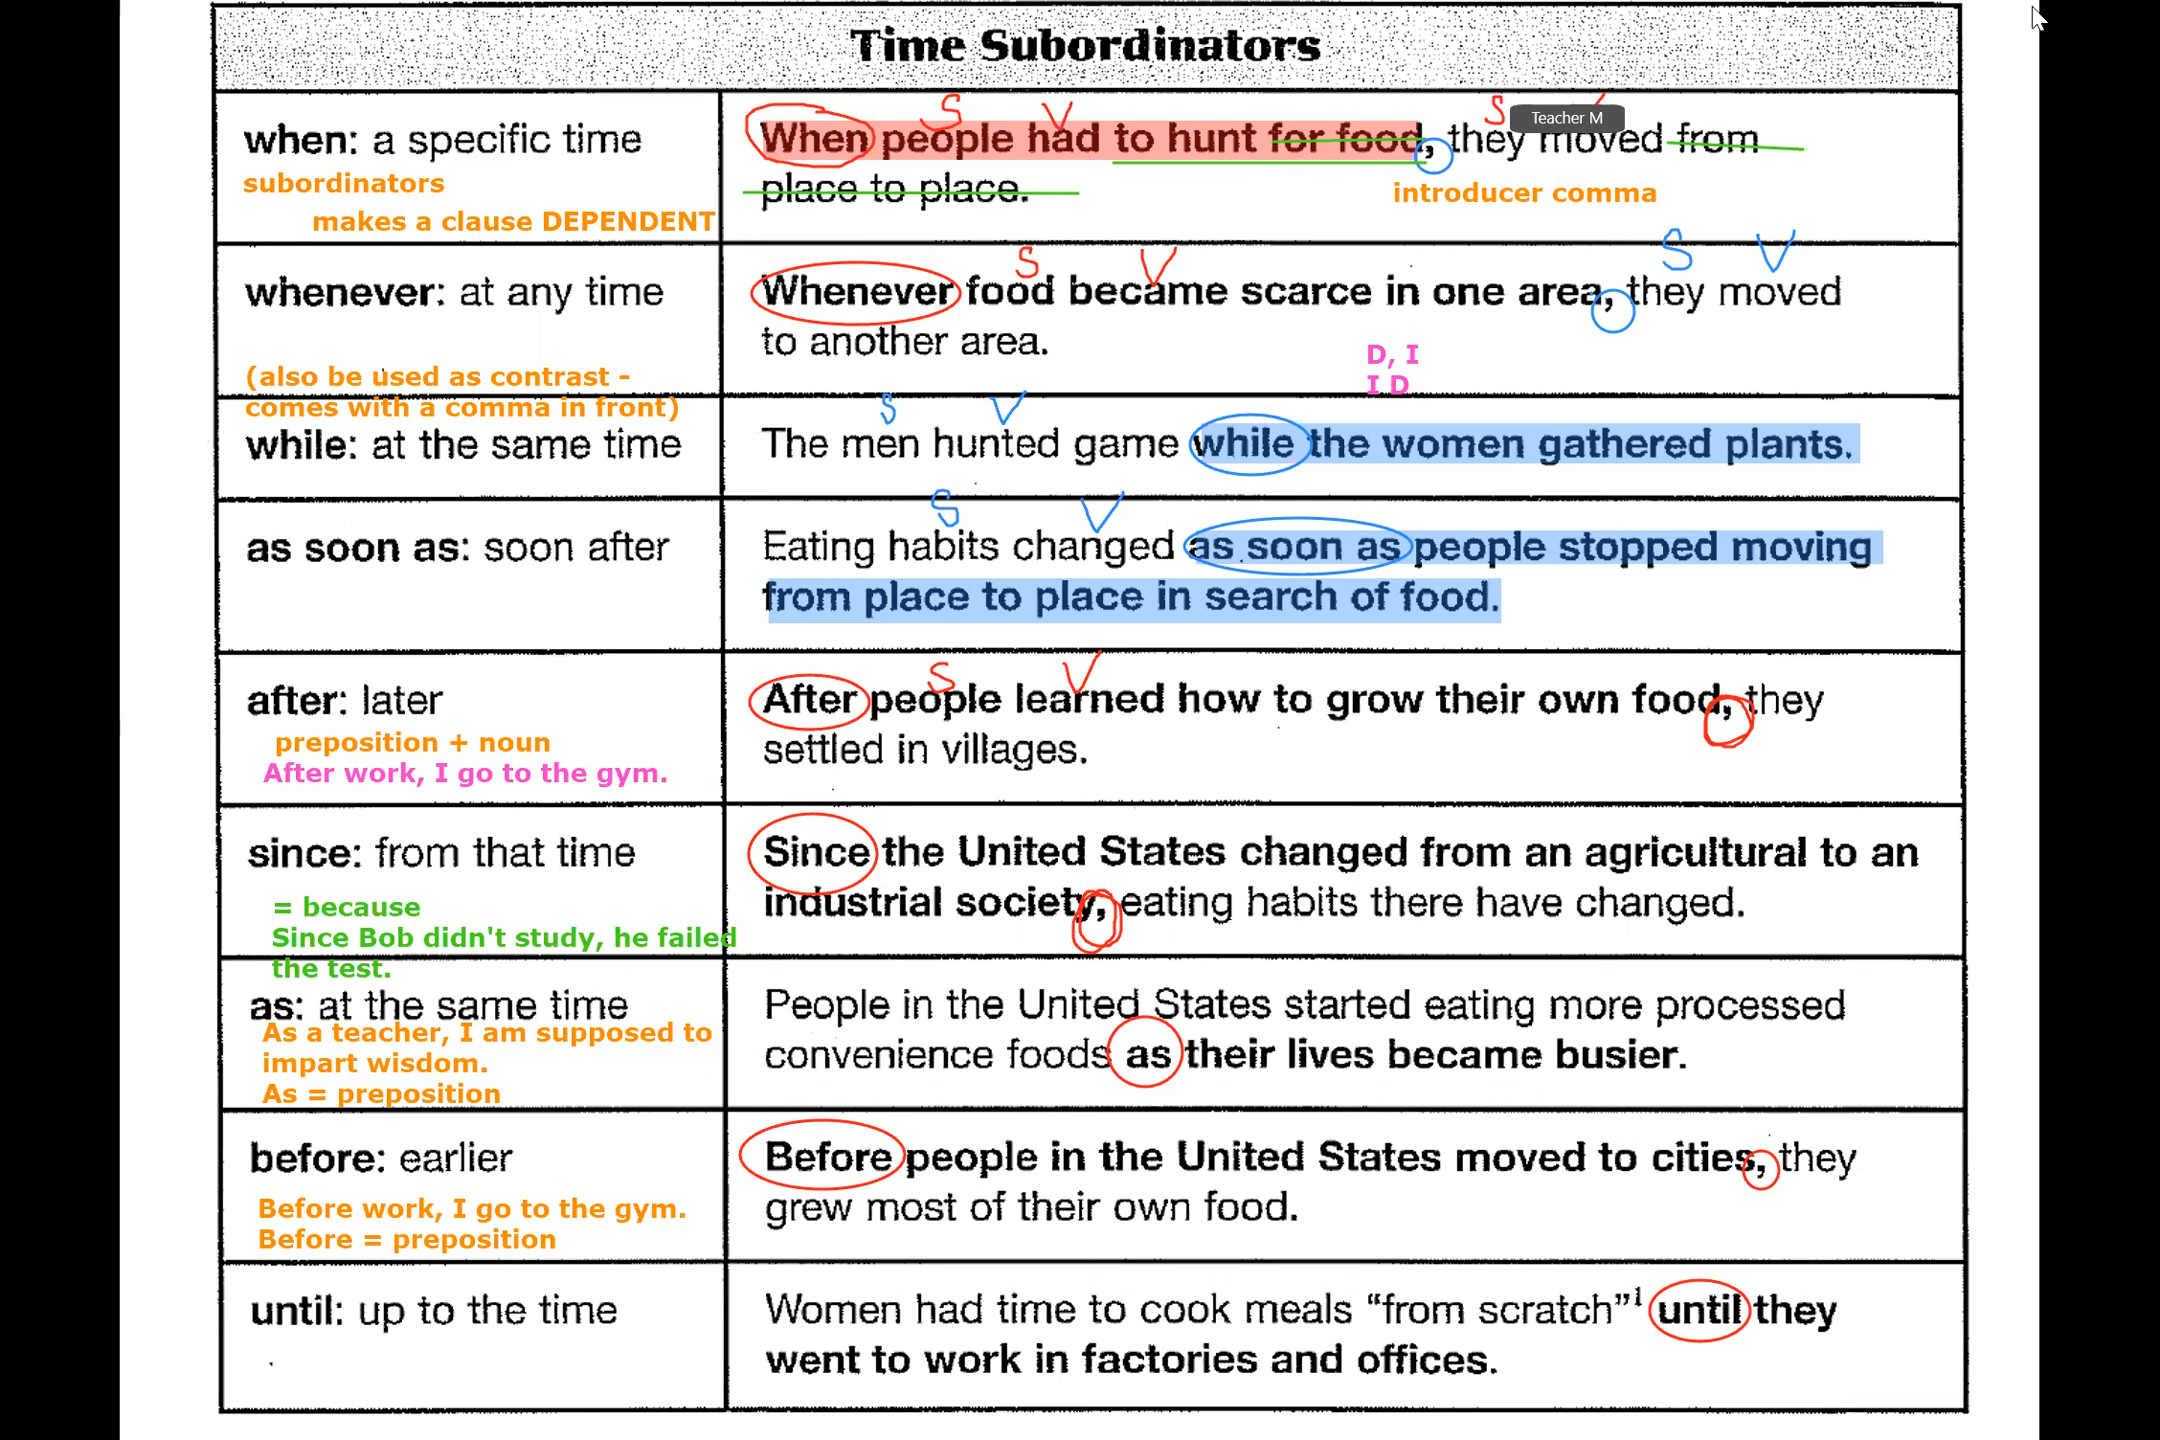 Time Subordinators
S V S
Teacher M
when: a specific time
When people had to hunt for food, they moved from
subordinators
place to place.
introducer comma
makes a clause DEPENDENT
S V S V
whenever: at any time
Whenever food became scarce in one area, they moved
to another area.
D, I
I D
(also be used as contrast -
comes with a comma in front)
S V
while: at the same time
The men hunted game while the women gathered plants.
S V
as soon as: soon after
Eating habits changed as soon as people stopped moving
from place to place in search of food.
S V
after: later
After people learned how to grow their own food, they
settled in villages.
preposition + noun
After work, I go to the gym.
since: from that time
Since the United States changed from an agricultural to an
industrial society, eating habits there have changed.
= because
Since Bob didn't study, he failed
the test.
as: at the same time
People in the United States started eating more processed
convenience foods as their lives became busier.
As a teacher, I am supposed to
impart wisdom.
As = preposition
before: earlier
Before people in the United States moved to cities, they
grew most of their own food.
Before work, I go to the gym.
Before = preposition
until: up to the time
Women had time to cook meals “from scratch”1 until they
went to work in factories and offices.